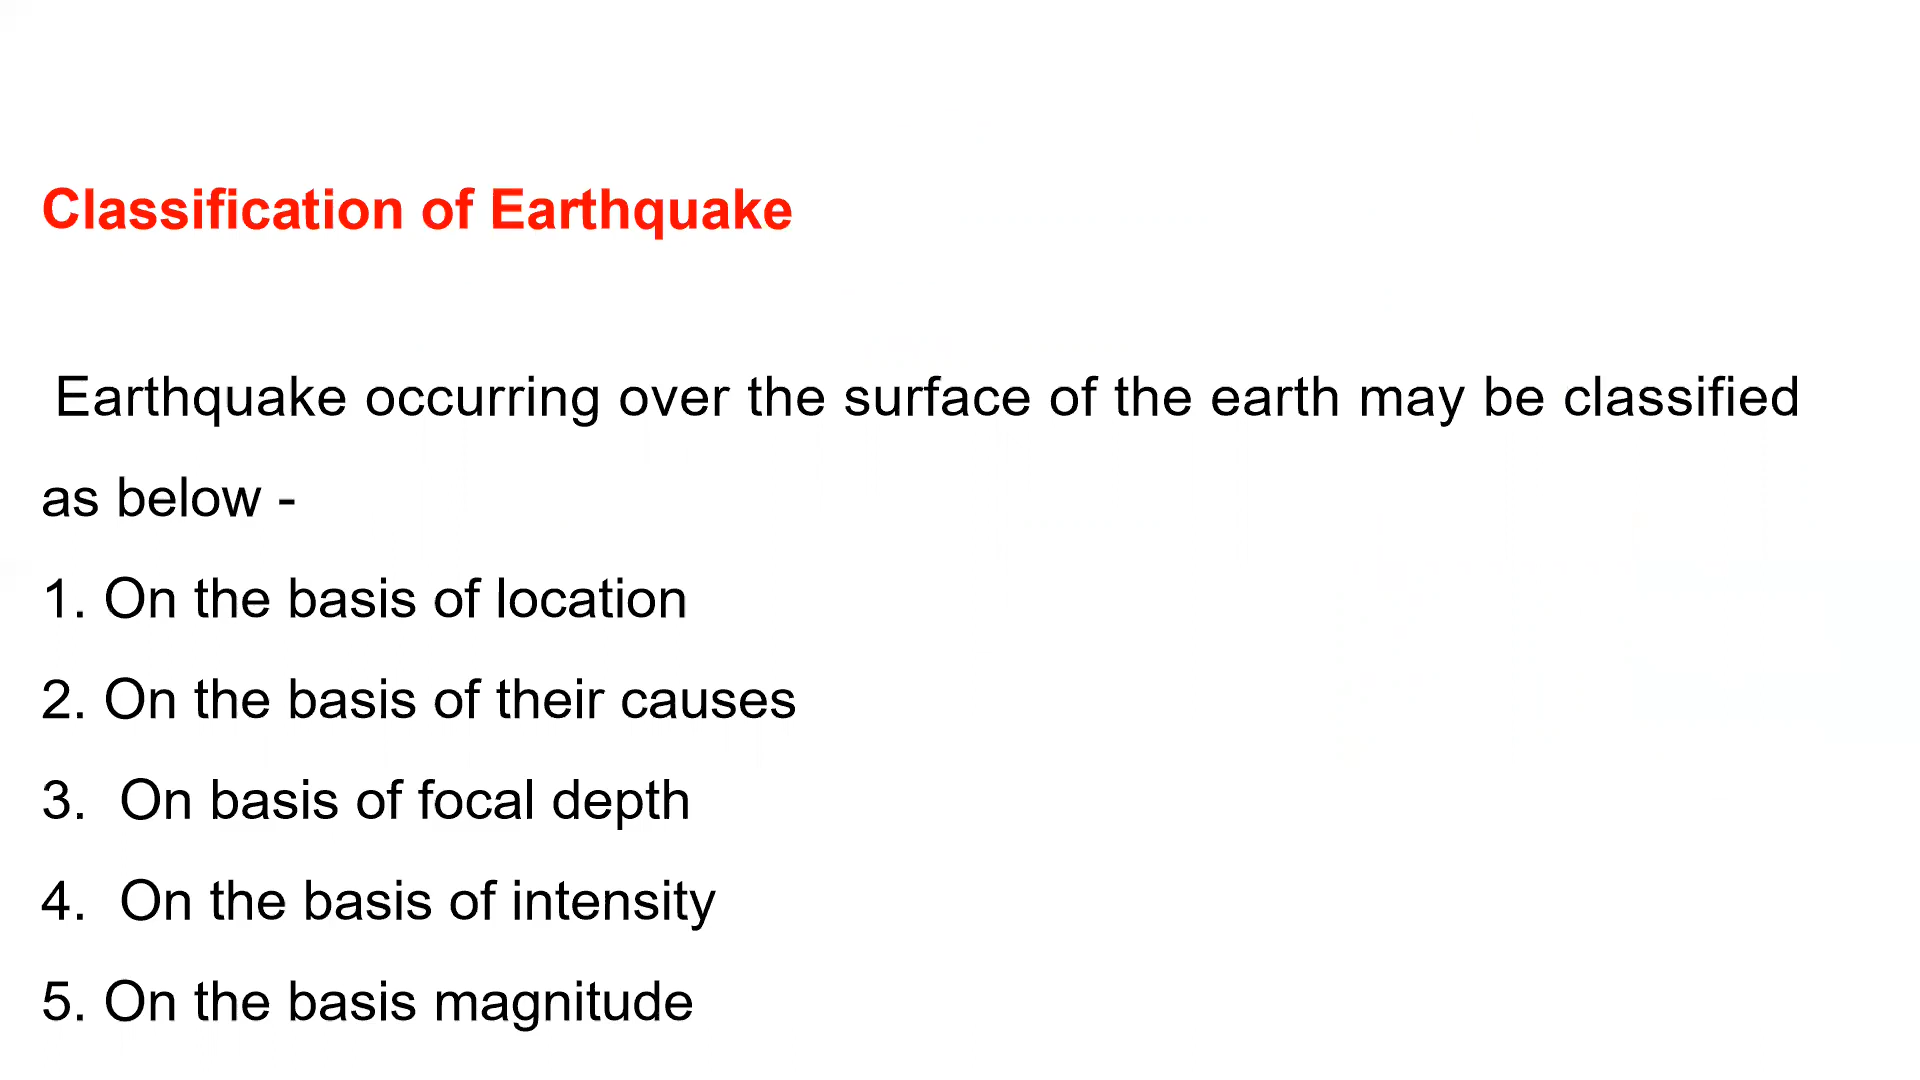 Classification of Earthquake
Earthquake occurring over the surface of the earth may be classified
as below -
1. On the basis of location
2. On the basis of their causes
3. On basis of focal depth
4. On the basis of intensity
5. On the basis magnitude